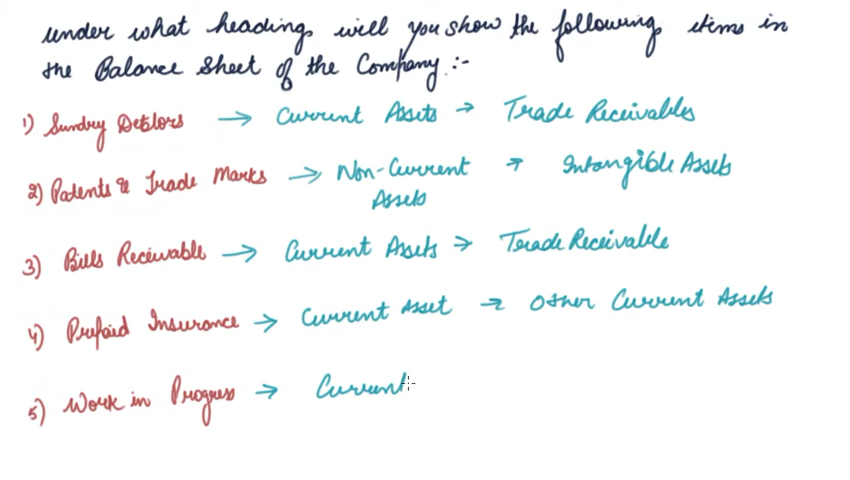 under what heading will you show the following items in
the Balance Sheet of the Company :-
1) Sundry Debtors → Current Assets → Trade Receivables
2) Patents & Trade Marks → Non-Current → Intangible Assets
Assets
3) Bills Receivable → Current Assets → Trade Receivable
4) Prepaid Insurance → Current Asset → Other Current Assets
5) Work in Progress → Current